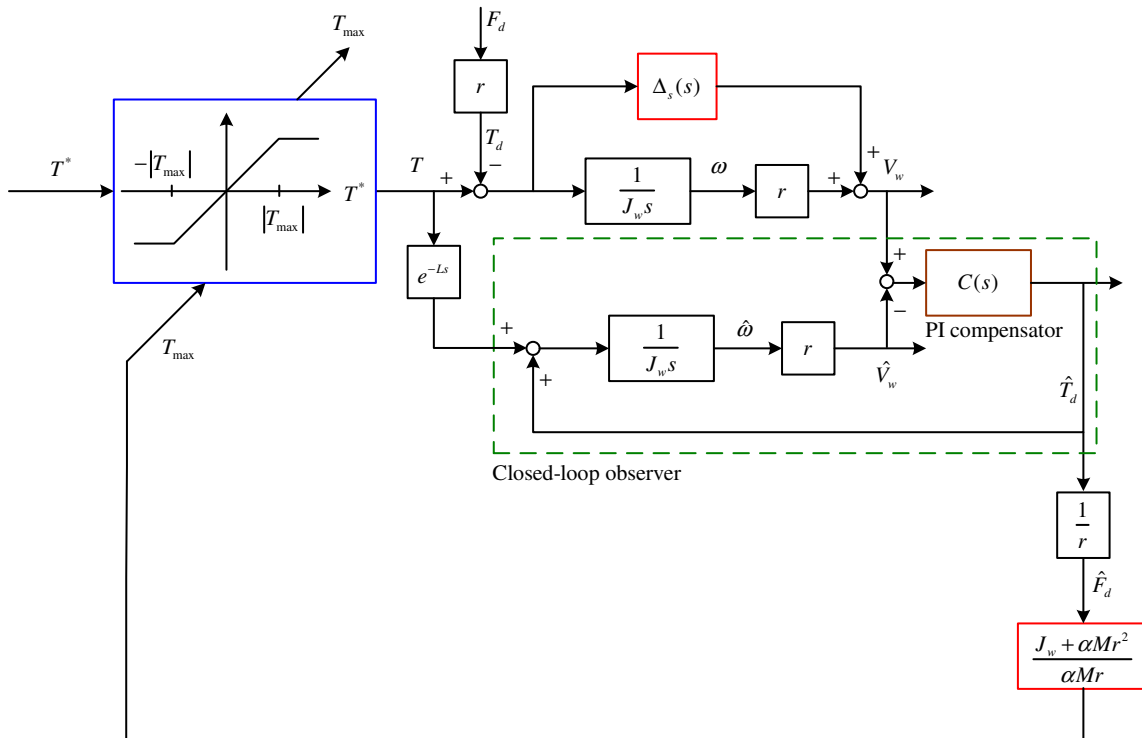 T_max
F_d
r
Δ_s(s)
T_d
−
T*
−|T_max|
|T_max|
T*
T
+
1
J_w s
ω
r
+
+
V_w
e^{−Ls}
+
−
C(s)
PI compensator
T_max
+
+
1
J_w s
ω̂
r
V̂_w
T̂_d
Closed-loop observer
1
r
F̂_d
J_w + αMr²
αMr